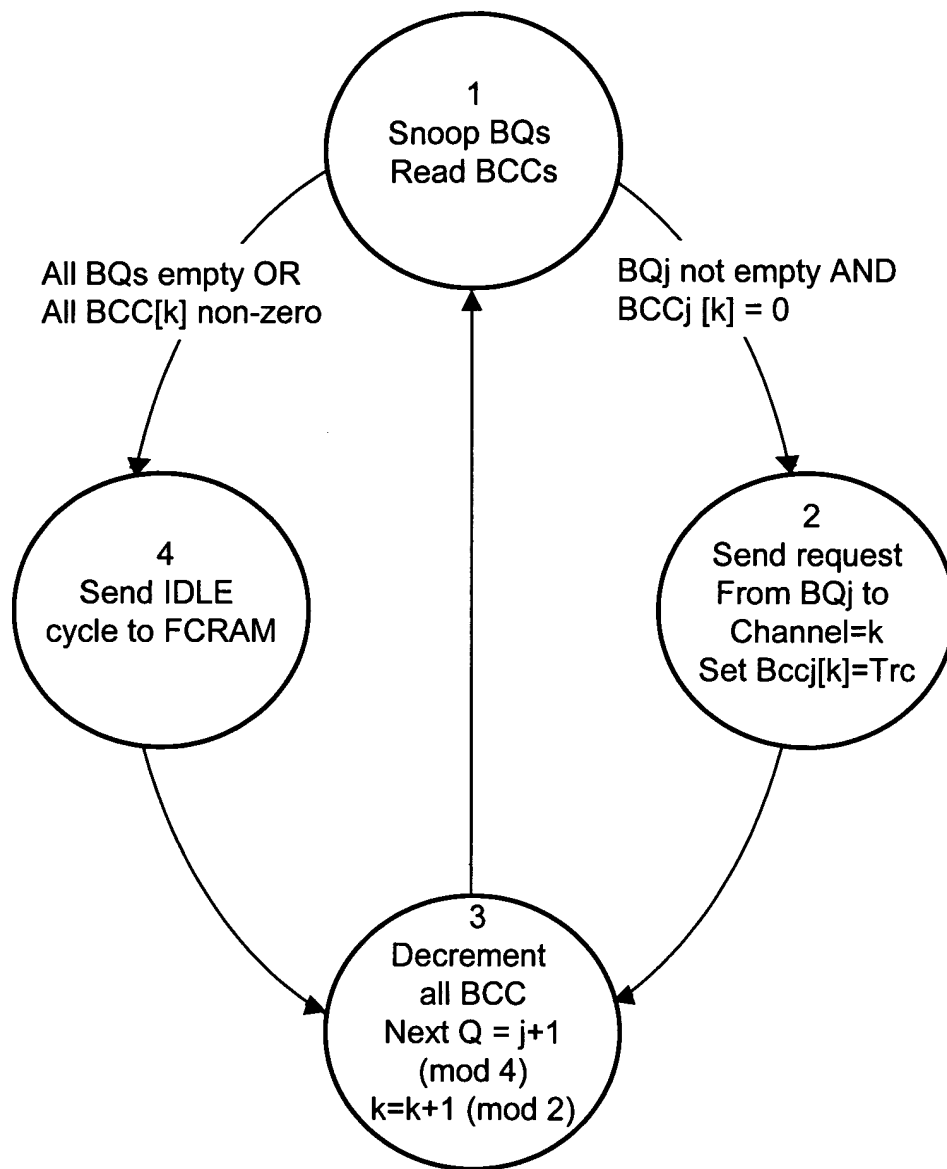 1
Snoop BQs
Read BCCs
All BQs empty OR
All BCC[k] non-zero
BQj not empty AND
BCCj [k] = 0
4
Send IDLE
cycle to FCRAM
2
Send request
From BQj to
Channel=k
Set Bccj[k]=Trc
3
Decrement
all BCC
Next Q = j+1
(mod 4)
k=k+1 (mod 2)